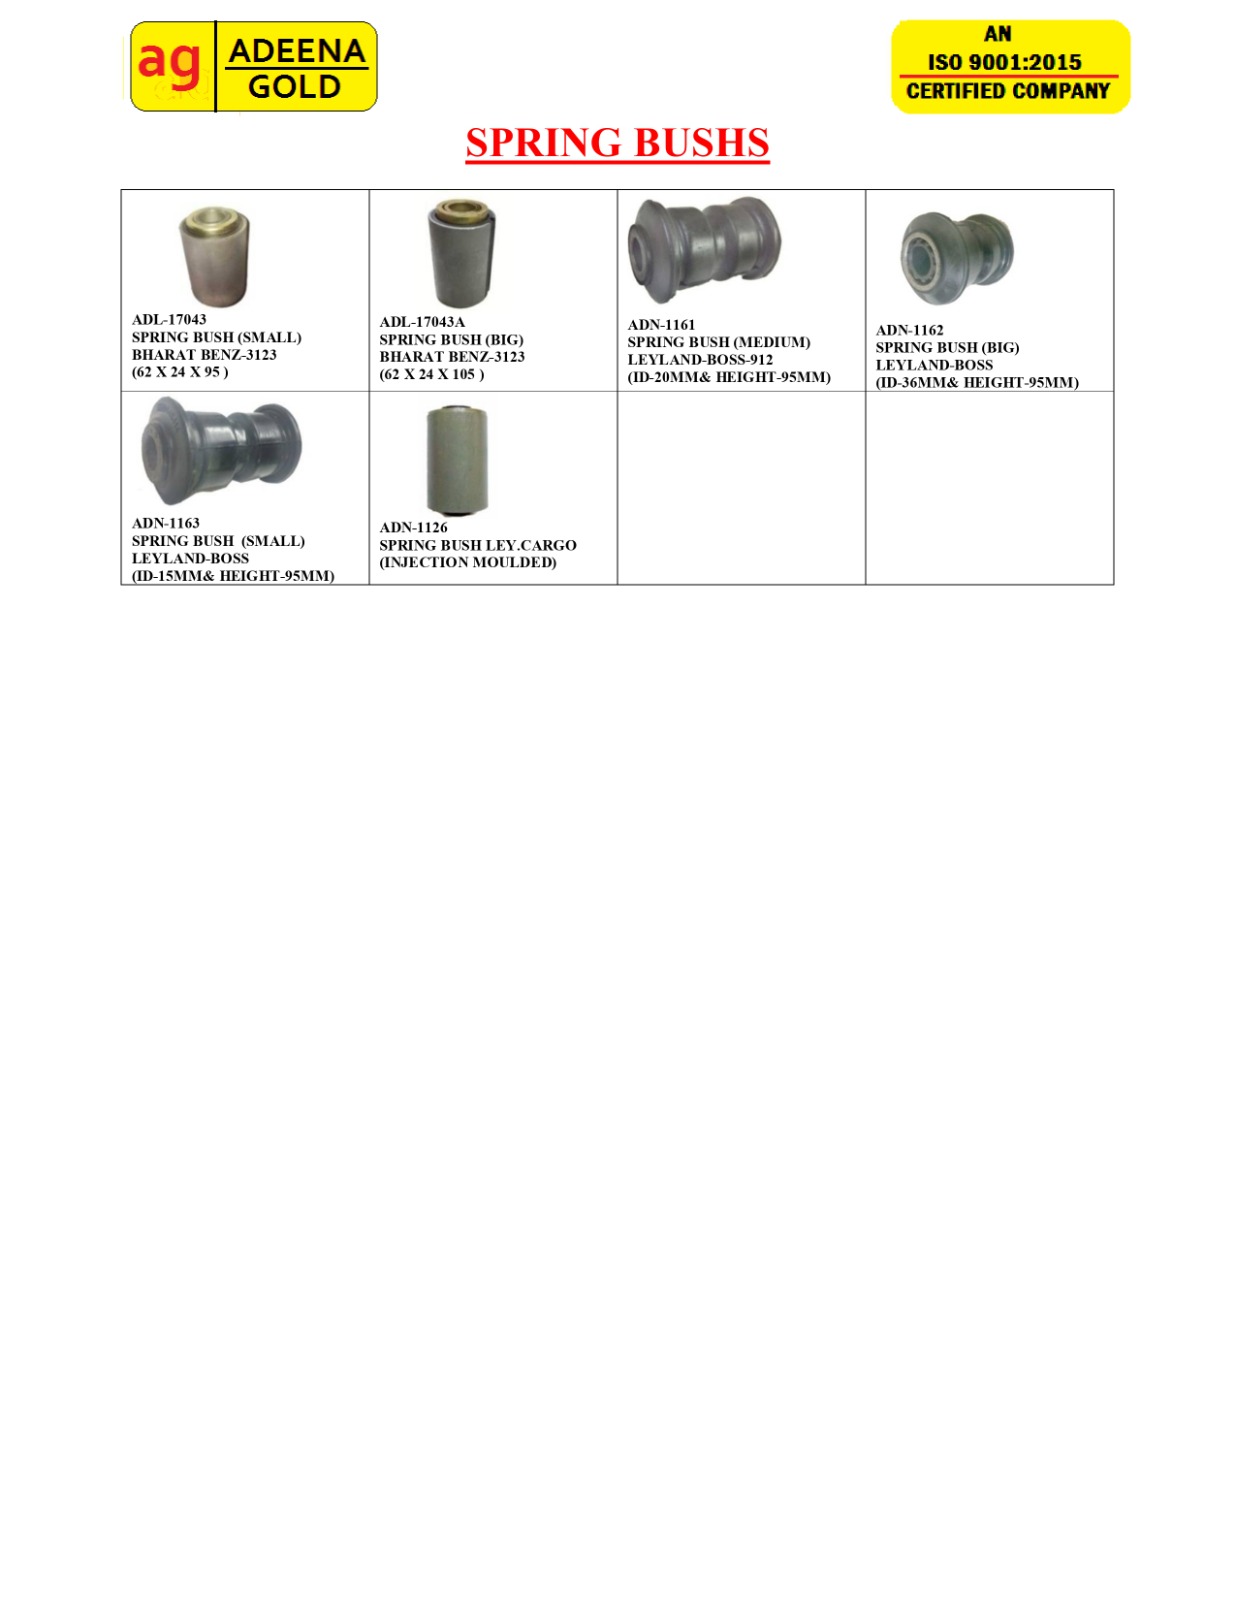 ag
ADEENA
GOLD
AN
ISO 9001:2015
CERTIFIED COMPANY
SPRING BUSHS
ADL-17043
SPRING BUSH (SMALL)
BHARAT BENZ-3123
(62 X 24 X 95 )
ADL-17043A
SPRING BUSH (BIG)
BHARAT BENZ-3123
(62 X 24 X 105 )
ADN-1161
SPRING BUSH (MEDIUM)
LEYLAND-BOSS-912
(ID-20MM& HEIGHT-95MM)
ADN-1162
SPRING BUSH (BIG)
LEYLAND-BOSS
(ID-36MM& HEIGHT-95MM)
ADN-1163
SPRING BUSH  (SMALL)
LEYLAND-BOSS
(ID-15MM& HEIGHT-95MM)
ADN-1126
SPRING BUSH LEY.CARGO
(INJECTION MOULDED)